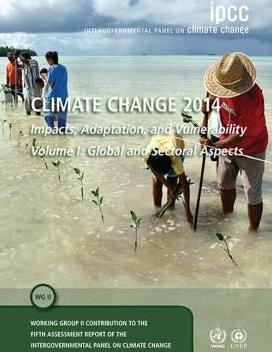 ipcc
INTERGOVERNMENTAL PANEL ON climate change
CLIMATE CHANGE 2014
Impacts, Adaptation, and Vulnerability
Volume I: Global and Sectoral Aspects
WG II
WORKING GROUP II CONTRIBUTION TO THE
FIFTH ASSESSMENT REPORT OF THE
INTERGOVERNMENTAL PANEL ON CLIMATE CHANGE
WMO UNEP